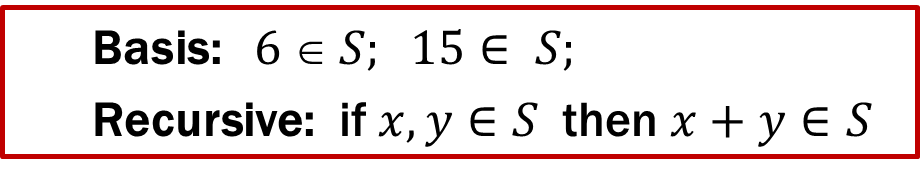 Basis: 6 ∈ S; 15 ∈ S;
Recursive: if x, y ∈ S then x + y ∈ S